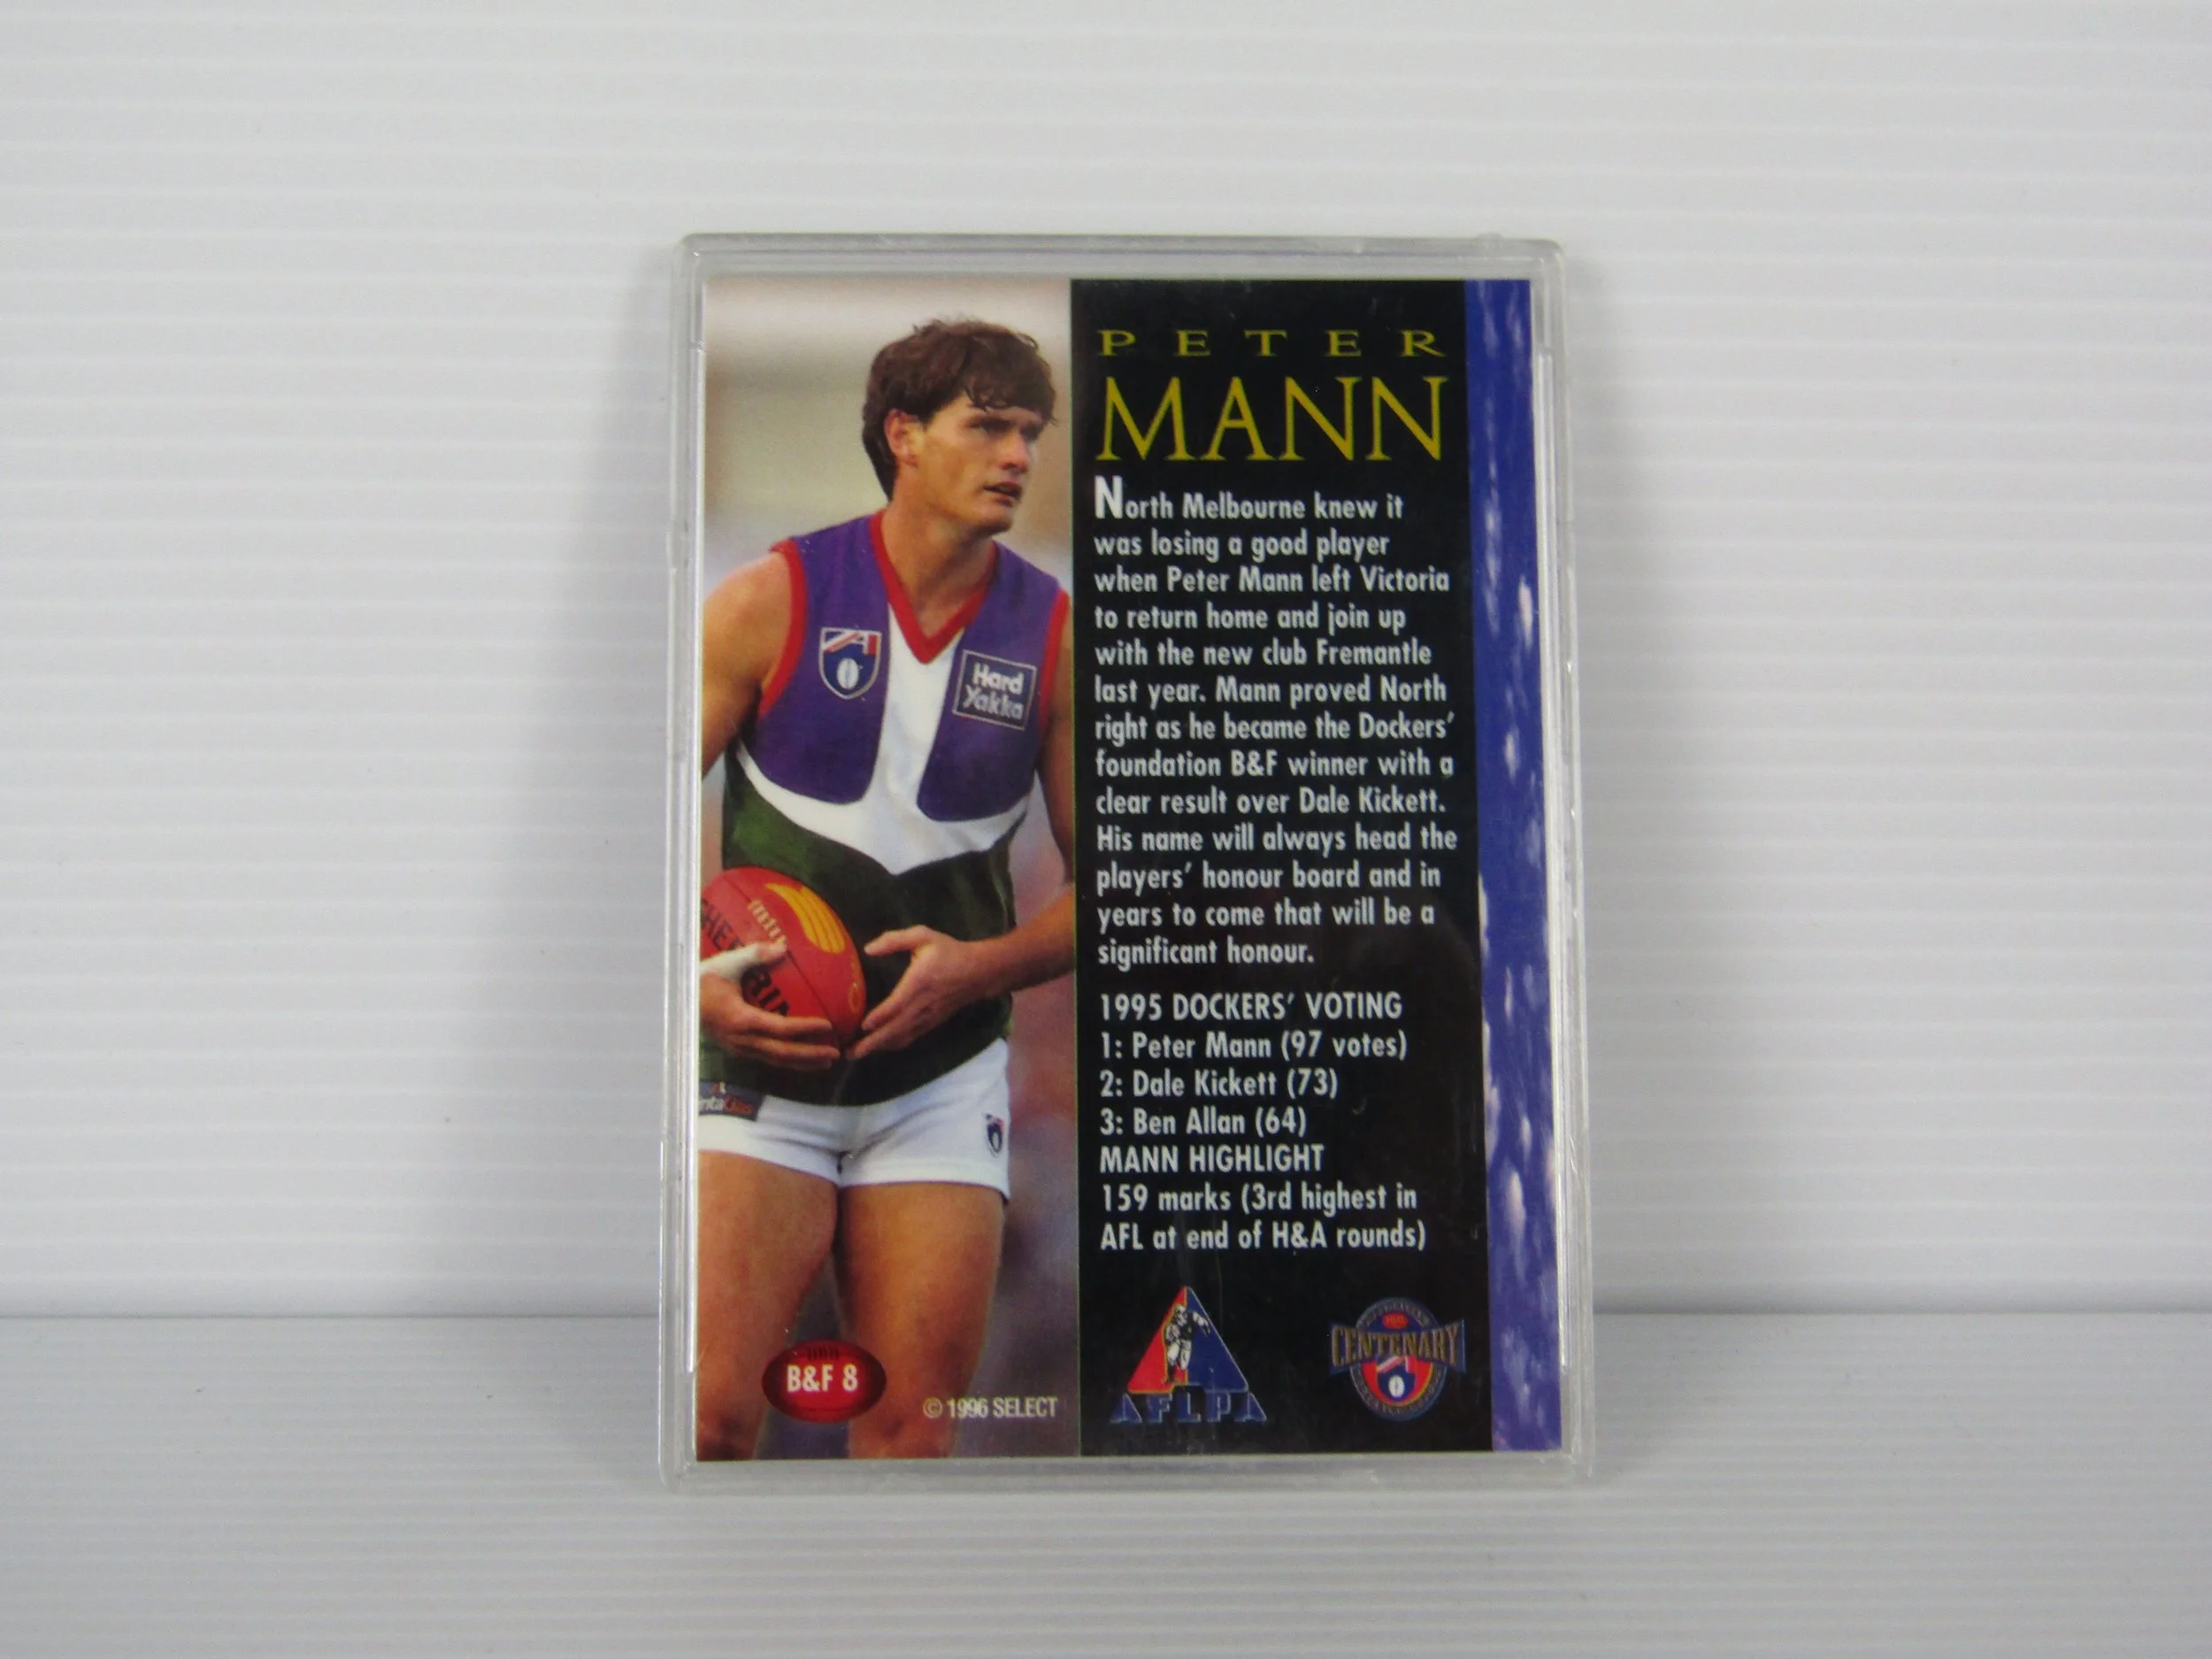 PETER
MANN
North Melbourne knew it
was losing a good player
when Peter Mann left Victoria
to return home and join up
with the new club Fremantle
last year. Mann proved North
right as he became the Dockers'
foundation B&F winner with a
clear result over Dale Kickett.
His name will always head the
players' honour board and in
years to come that will be a
significant honour.
1995 DOCKERS' VOTING
1: Peter Mann (97 votes)
2: Dale Kickett (73)
3: Ben Allan (64)
MANN HIGHLIGHT
159 marks (3rd highest in
AFL at end of H&A rounds)
Hard
Yakka
B&F 8
© 1996 SELECT
AFLPA
CENTENARY